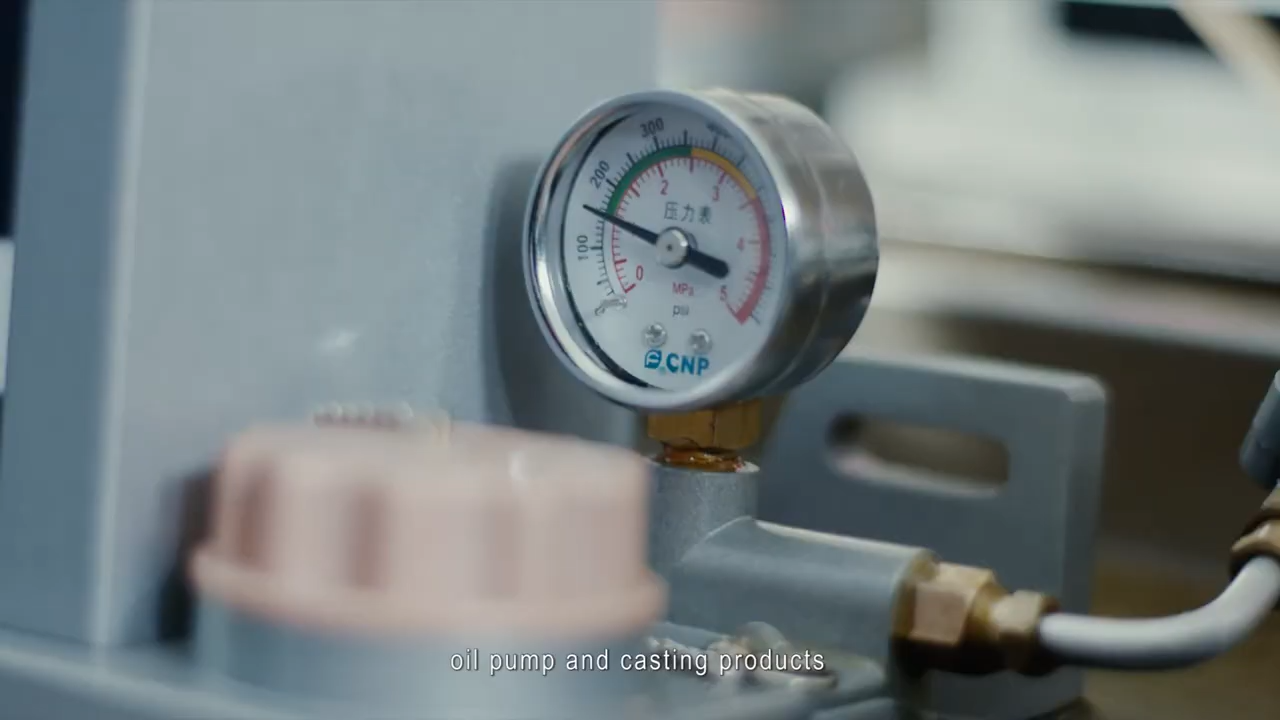 300
200
100
2
3
4
0
5
压力表
MPa
psi
CNP
oil pump and casting products